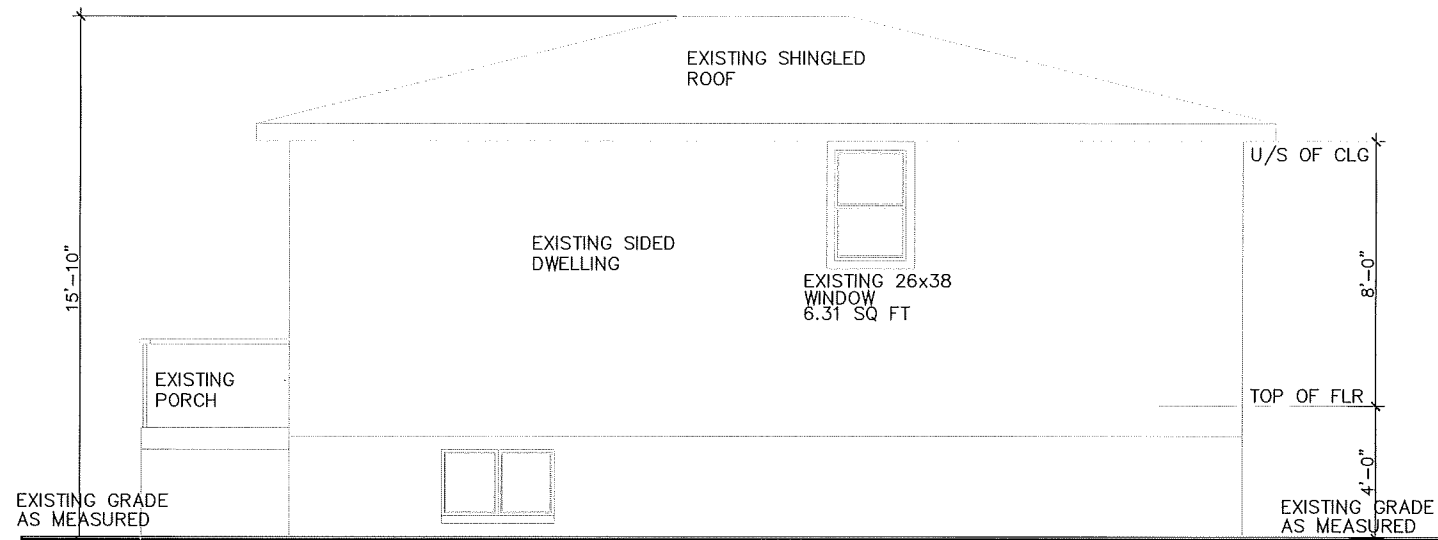 EXISTING SHINGLED
ROOF
U/S OF CLG
EXISTING SIDED
DWELLING
15'-10"
8'-0"
EXISTING 26x38
WINDOW
6.31 SQ FT
EXISTING
PORCH
TOP OF FLR
4'-0"
EXISTING GRADE
AS MEASURED
EXISTING GRADE
AS MEASURED